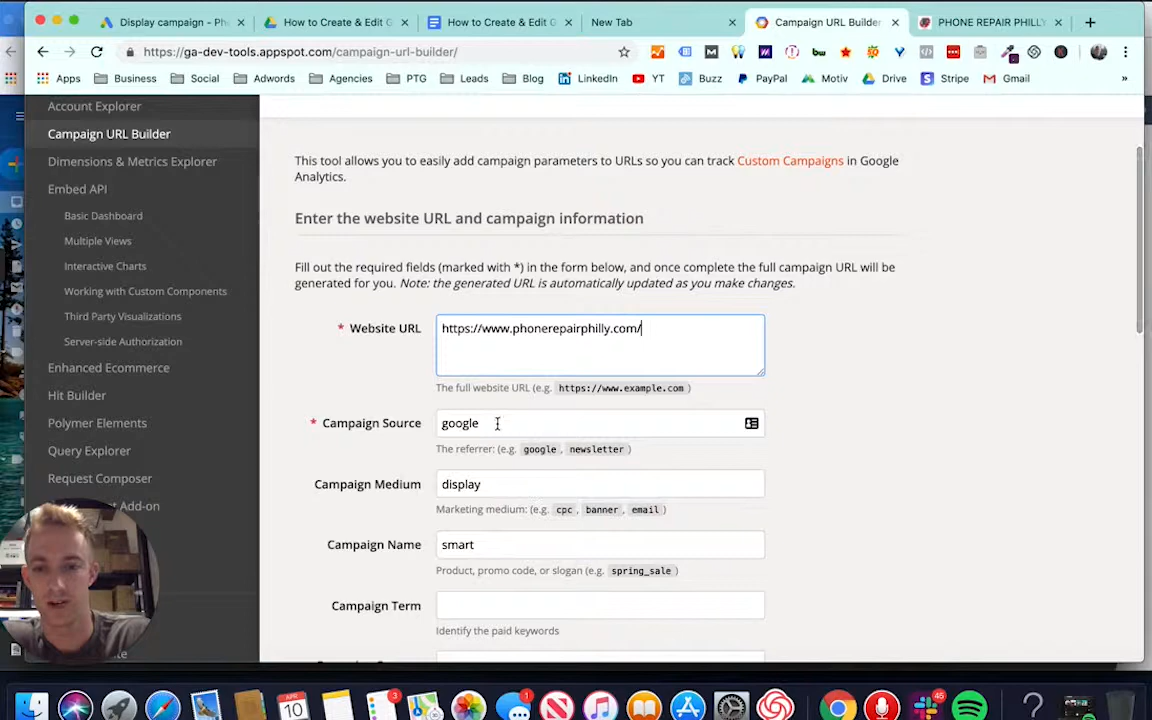 Display campaign - Ph
How to Create & Edit G
How to Create & Edit G
New Tab
Campaign URL Builder
PHONE REPAIR PHILLY
https://ga-dev-tools.appspot.com/campaign-url-builder/
Apps
Business
Social
Adwords
Agencies
PTG
Leads
Blog
LinkedIn
YT
Buzz
PayPal
Motiv
Drive
Stripe
Gmail
»
Account Explorer
Campaign URL Builder
Dimensions & Metrics Explorer
Embed API
Basic Dashboard
Multiple Views
Interactive Charts
Working with Custom Components
Third Party Visualizations
Server-side Authorization
Enhanced Ecommerce
Hit Builder
Polymer Elements
Query Explorer
Request Composer
Add-on
This tool allows you to easily add campaign parameters to URLs so you can track Custom Campaigns in Google
Analytics.
Enter the website URL and campaign information
Fill out the required fields (marked with *) in the form below, and once complete the full campaign URL will be
generated for you. Note: the generated URL is automatically updated as you make changes.
* Website URL
https://www.phonerepairphilly.com/
The full website URL (e.g. https://www.example.com )
* Campaign Source
google
The referrer: (e.g. google , newsletter )
Campaign Medium
display
Marketing medium: (e.g. cpc , banner , email )
Campaign Name
smart
Product, promo code, or slogan (e.g. spring_sale )
Campaign Term
Identify the paid keywords
APR
10
3
1
46